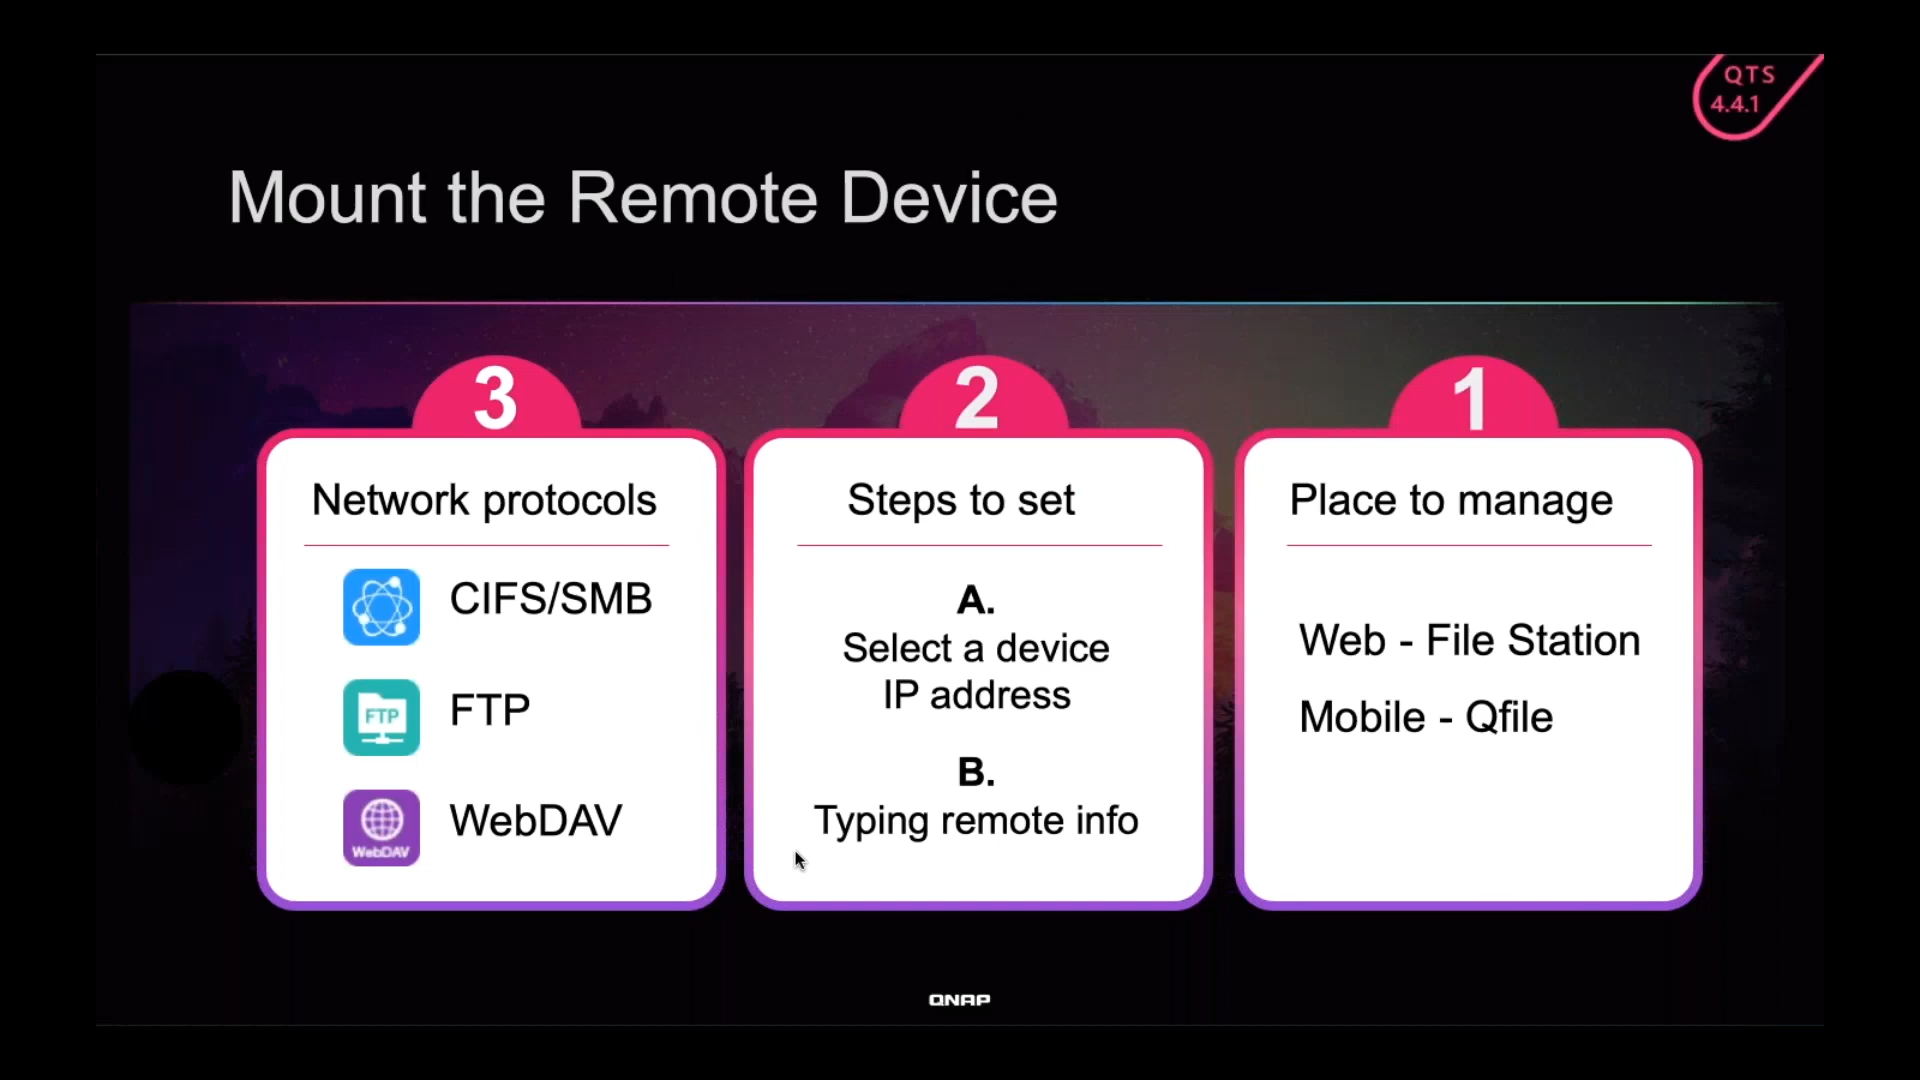 QTS
4.4.1
Mount the Remote Device
3
Network protocols
CIFS/SMB
FTP
FTP
WebDAV
WebDAV
2
Steps to set
A.
Select a device
IP address
B.
Typing remote info
1
Place to manage
Web - File Station
Mobile - Qfile
QNAP